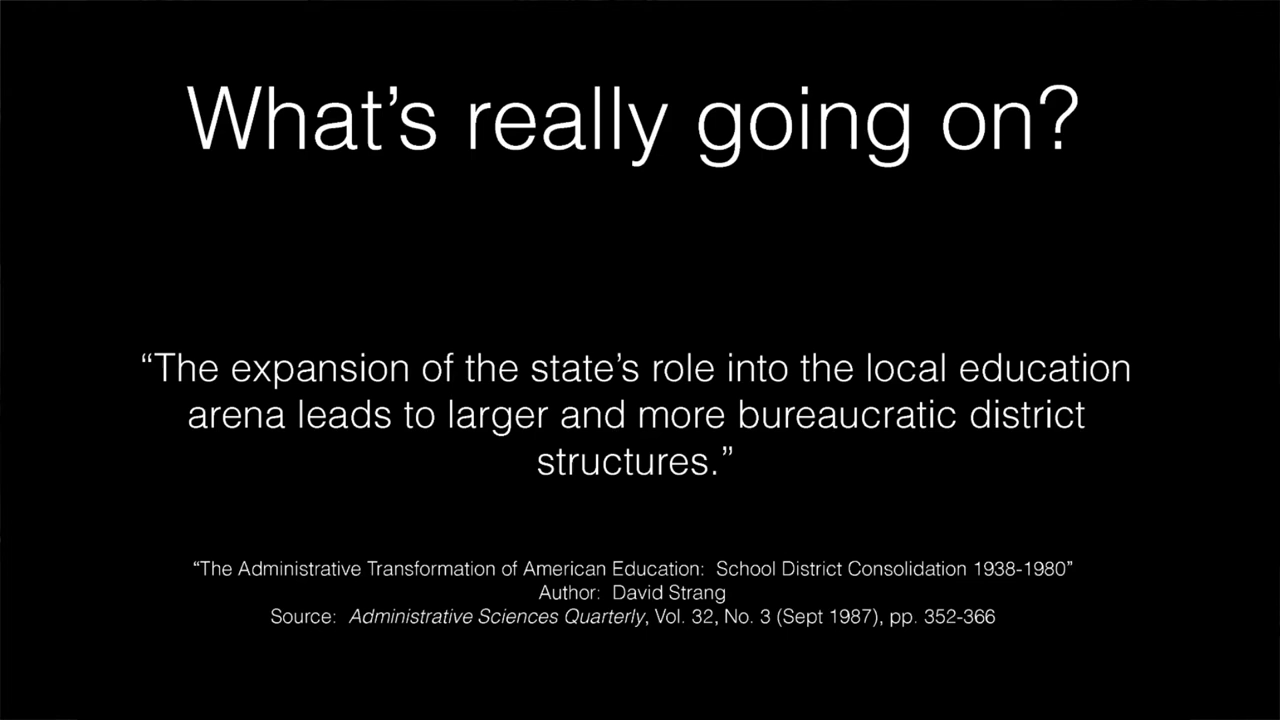 What’s really going on?
“The expansion of the state’s role into the local education
arena leads to larger and more bureaucratic district
structures.”
“The Administrative Transformation of American Education:  School District Consolidation 1938-1980”
Author:  David Strang
Source:  Administrative Sciences Quarterly, Vol. 32, No. 3 (Sept 1987), pp. 352-366